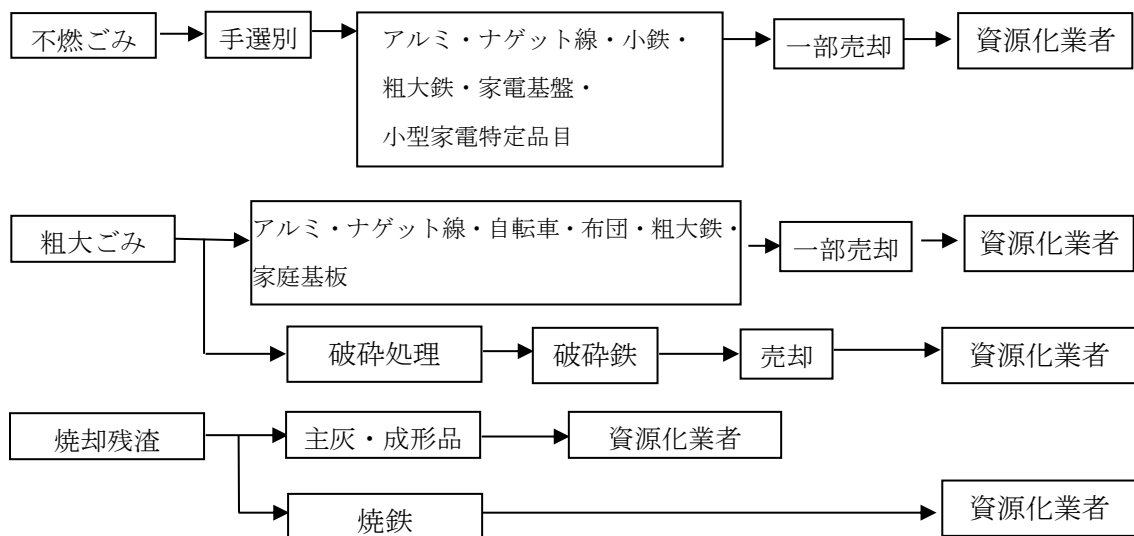 不燃ごみ
手選別
アルミ・ナゲット線・小鉄・
粗大鉄・家電基盤・
小型家電特定品目
一部売却
資源化業者
粗大ごみ
アルミ・ナゲット線・自転車・布団・粗大鉄・
家庭基板
一部売却
資源化業者
破砕処理
破砕鉄
売却
資源化業者
焼却残渣
主灰・成形品
資源化業者
焼鉄
資源化業者